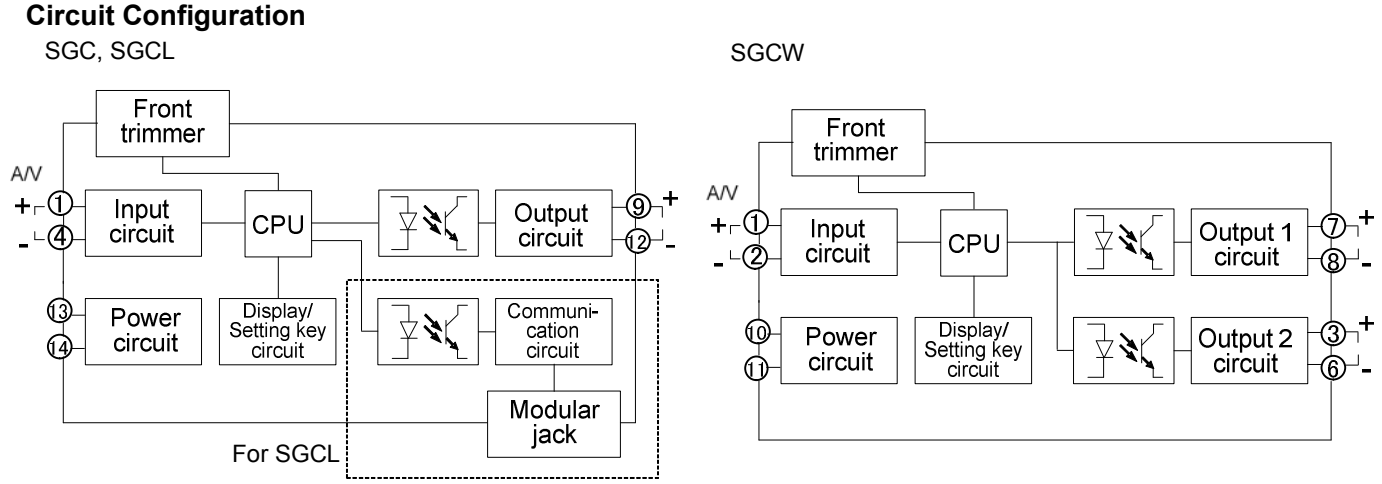 Circuit Configuration
SGC, SGCL
Front
trimmer
A/V
+
①
-
④
Input
circuit
CPU
Output
circuit
⑨
+
⑫
-
⑬
⑭
Power
circuit
Display/
Setting key
circuit
Communi-
cation
circuit
Modular
jack
For SGCL
SGCW
Front
trimmer
A/V
+
①
-
②
Input
circuit
CPU
Output 1
circuit
⑦
+
⑧
-
⑩
⑪
Power
circuit
Display/
Setting key
circuit
Output 2
circuit
③
+
⑥
-